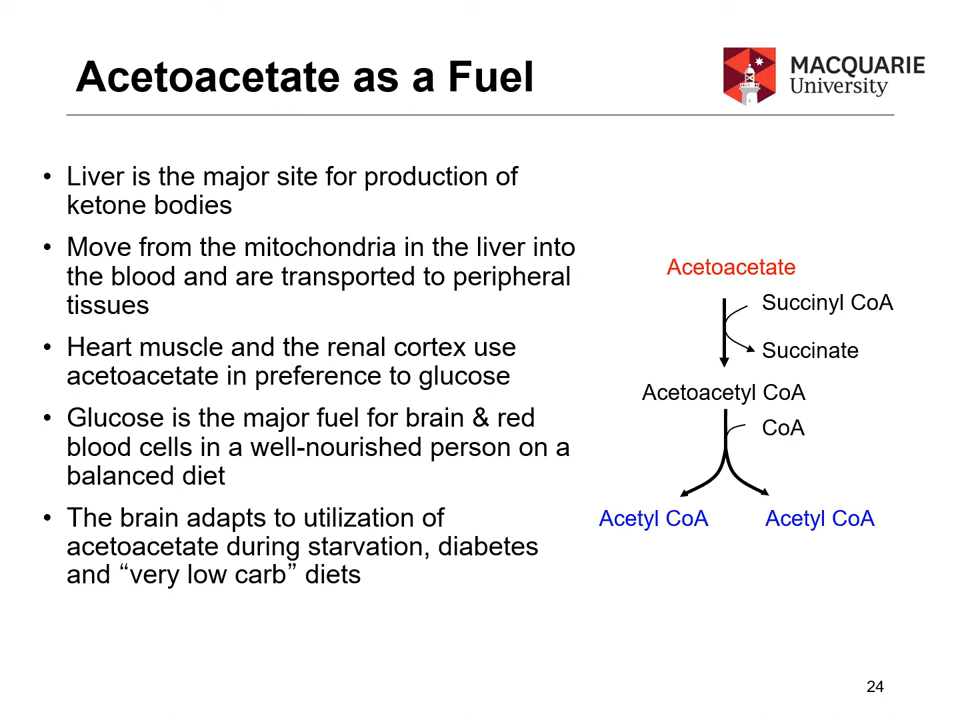 Acetoacetate as a Fuel
MACQUARIE
University
• Liver is the major site for production of
ketone bodies
• Move from the mitochondria in the liver into
the blood and are transported to peripheral
tissues
• Heart muscle and the renal cortex use
acetoacetate in preference to glucose
• Glucose is the major fuel for brain & red
blood cells in a well-nourished person on a
balanced diet
• The brain adapts to utilization of
acetoacetate during starvation, diabetes
and “very low carb” diets
Acetoacetate
Succinyl CoA
Succinate
Acetoacetyl CoA
CoA
Acetyl CoA
Acetyl CoA
24